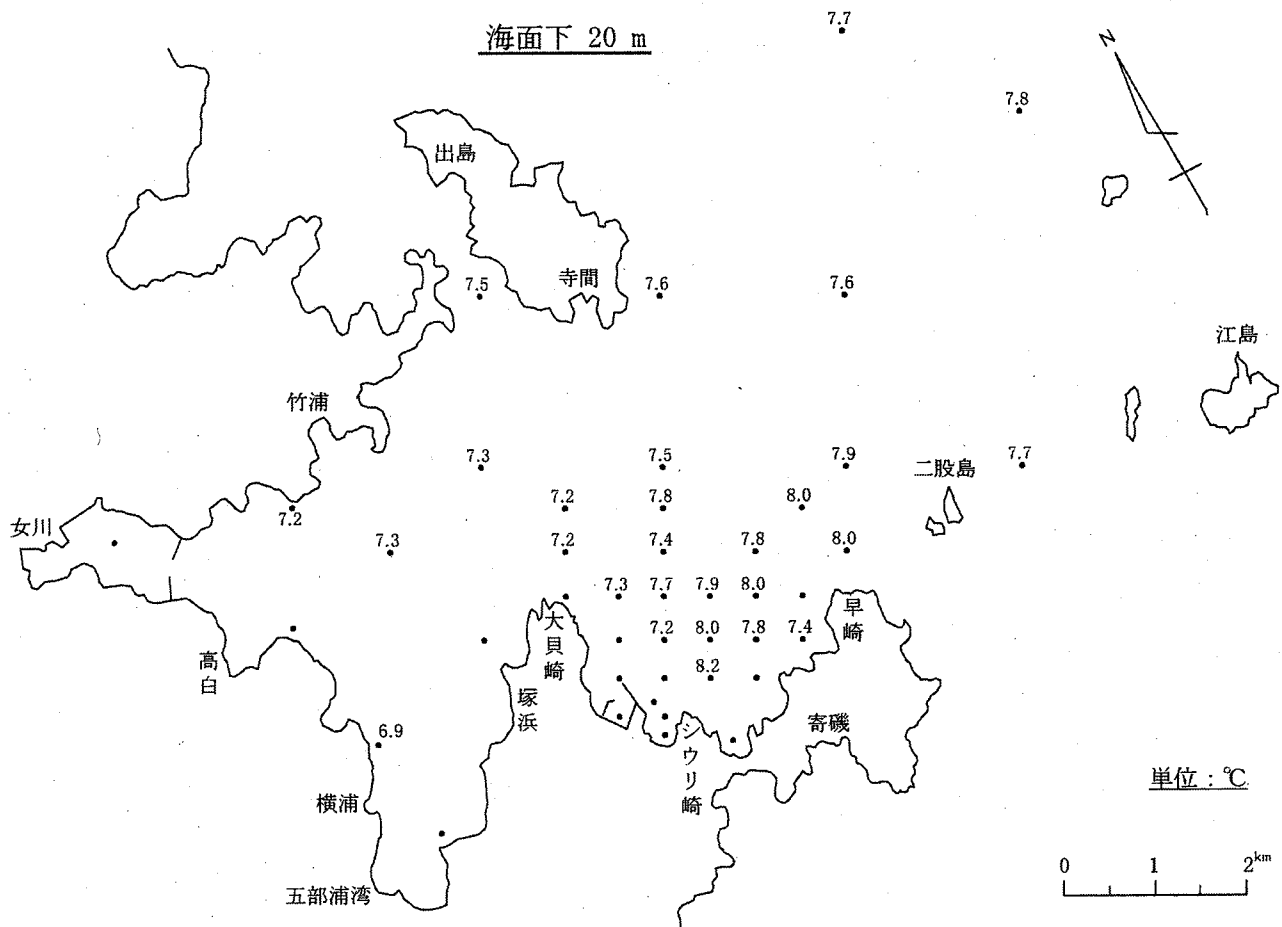 海面下 20 m
7.7
N
7.8
出島
寺間
7.5
7.6
7.6
江島
竹浦
7.3
7.5
7.9
7.7
二股島
7.2
7.2
7.8
8.0
女川
7.3
7.2
7.4
7.8
8.0
7.3
7.7
7.9
8.0
早崎
大貝崎
7.2
8.0
7.8
7.4
高白
8.2
塚浜
6.9
シウリ崎
寄磯
横浦
単位：℃
五部浦湾
0 1 2km